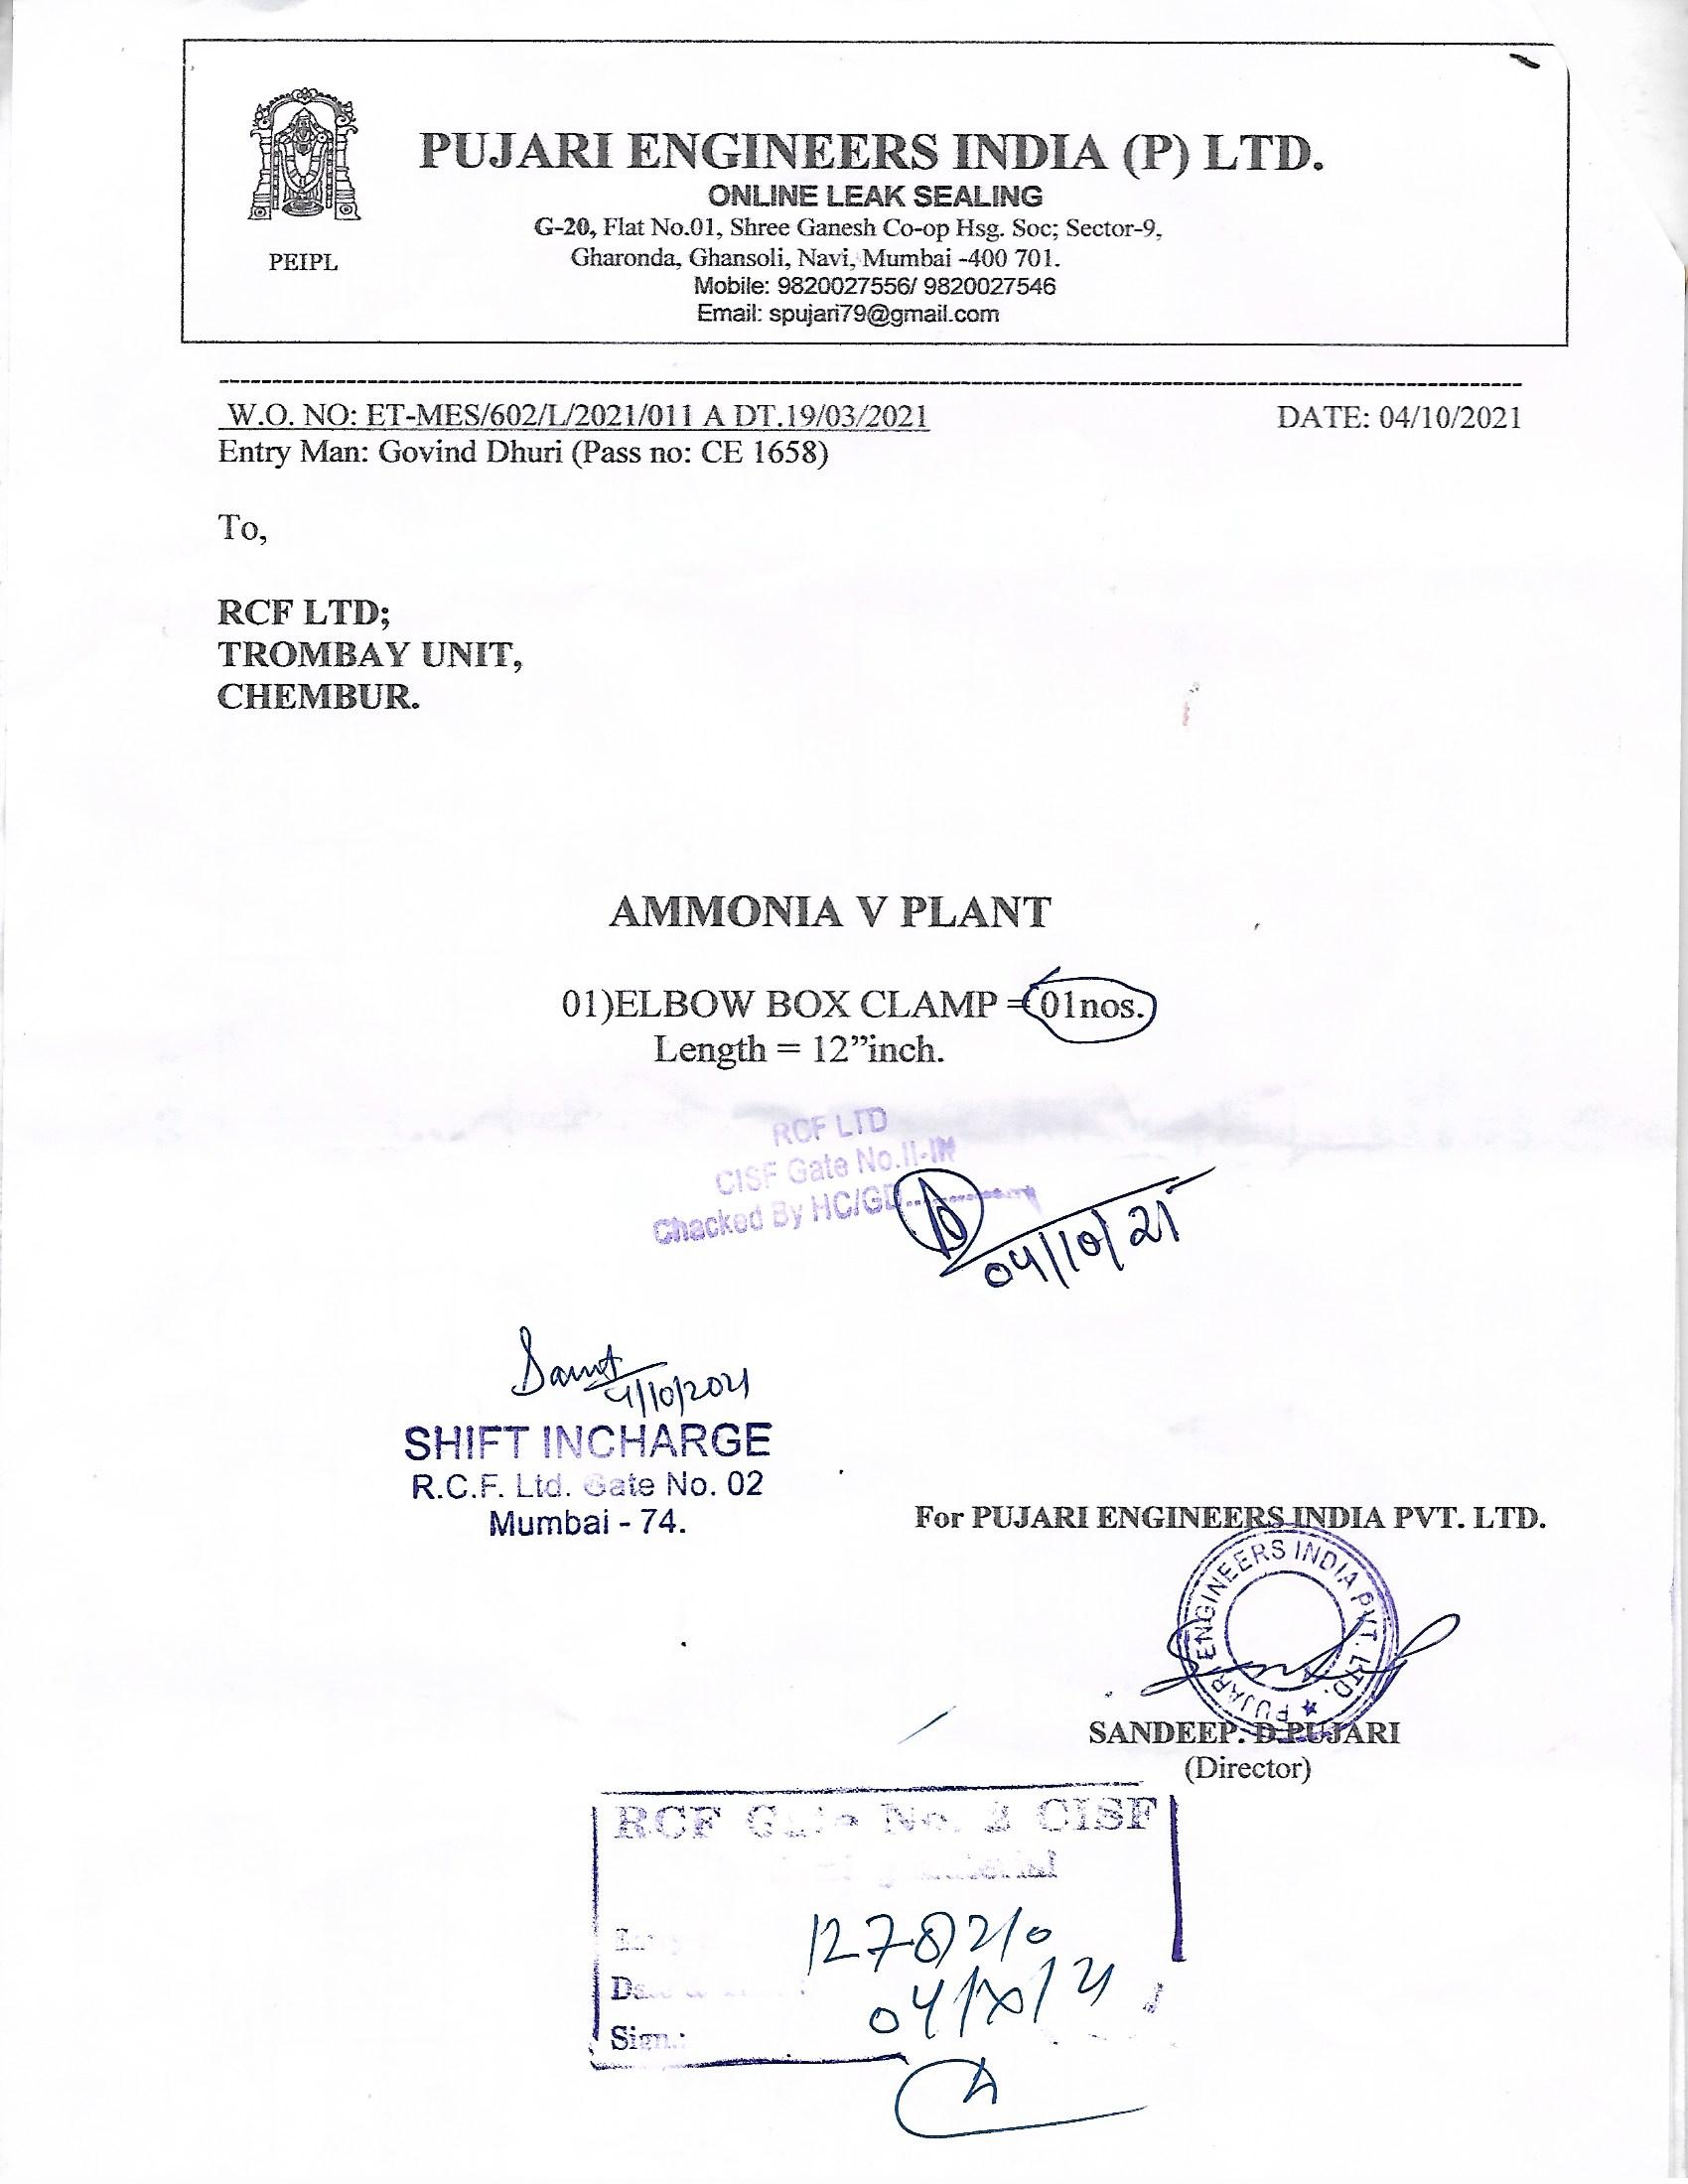 PUJARI ENGINEERS INDIA (P) LTD.
ONLINE LEAK SEALING
G-20, Flat No.01, Shree Ganesh Co-op Hsg. Soc; Sector-9,
Gharonda, Ghansoli, Navi, Mumbai -400 701.
Mobile: 9820027556/ 9820027546
Email: spujari79@gmail.com
PEIPL
W.O. NO: ET-MES/602/L/2021/011 A DT.19/03/2021 DATE: 04/10/2021
Entry Man: Govind Dhuri (Pass no: CE 1658)
To,
RCF LTD;
TROMBAY UNIT,
CHEMBUR.
AMMONIA V PLANT
01)ELBOW BOX CLAMP = 01nos.
Length = 12”inch.
RCF LTD
CISF Gate No.II-IN
Chacked By HC/GD
04/10/21
4/10/2021
SHIFT INCHARGE
R.C.F. Ltd. Gate No. 02
Mumbai - 74.
For PUJARI ENGINEERS INDIA PVT. LTD.
PUJARI ENGINEERS INDIA PVT. LTD.
SANDEEP. D.PUJARI
(Director)
RCF Gate No. 2 CISF
04/10/21
Sign.: